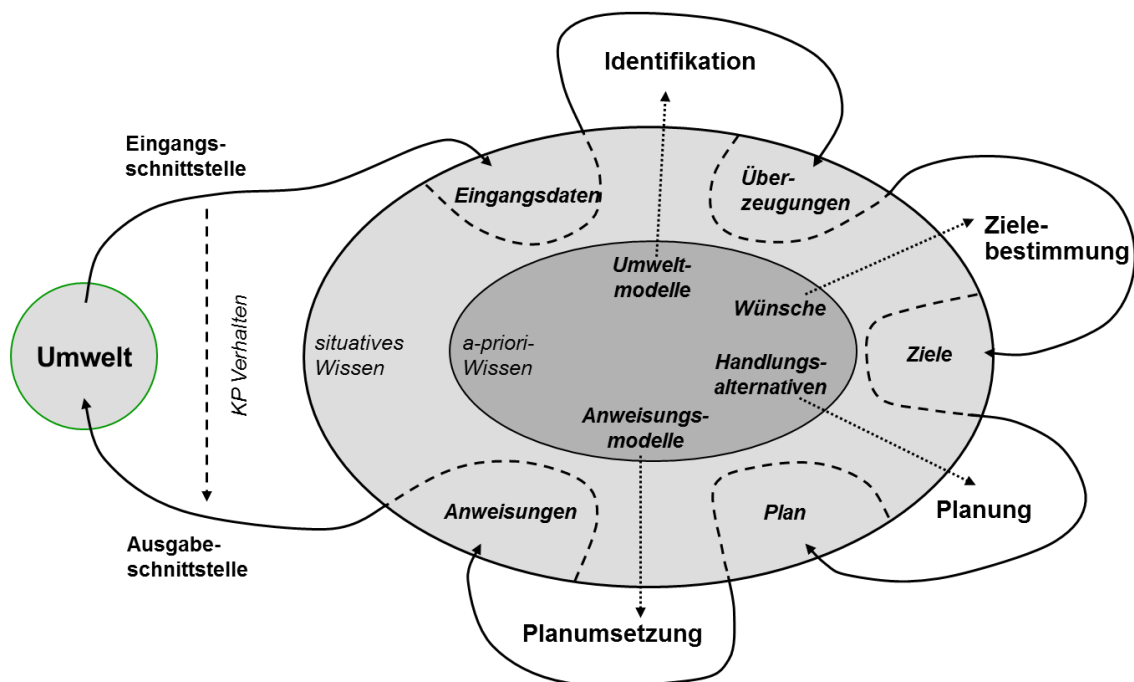 Identifikation
Eingangs-
schnittstelle
Eingangsdaten
Über-
zeugungen
Ziele-
bestimmung
Umwelt-
modelle
Wünsche
Umwelt
KP Verhalten
situatives
Wissen
a-priori-
Wissen
Ziele
Handlungs-
alternativen
Anweisungs-
modelle
Anweisungen
Plan
Planung
Ausgabe-
schnittstelle
Planumsetzung